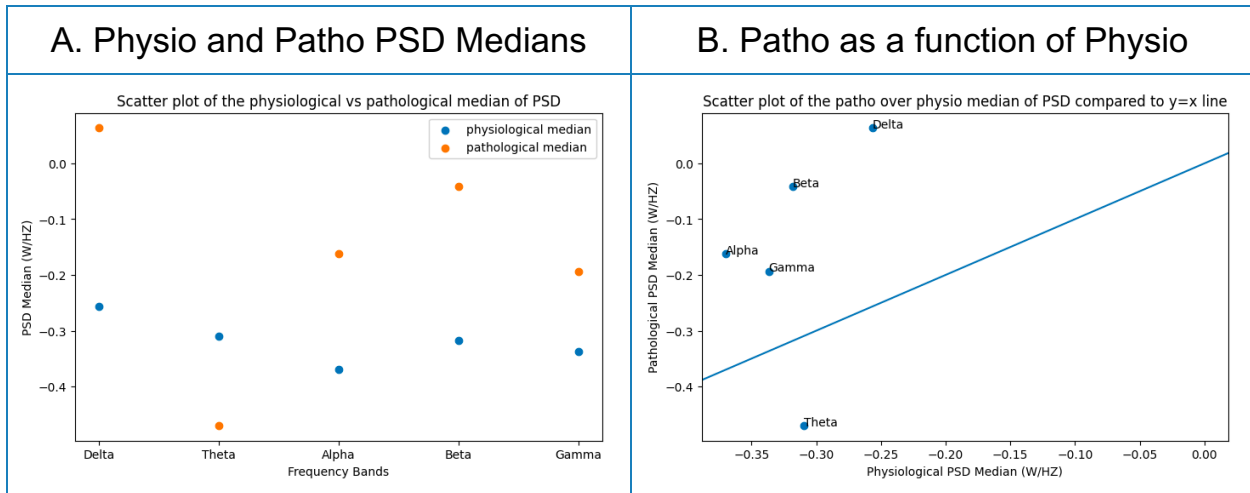 A. Physio and Patho PSD Medians
Scatter plot of the physiological vs pathological median of PSD
physiological median
pathological median
PSD Median (W/HZ)
0.0
−0.1
−0.2
−0.3
−0.4
Delta
Theta
Alpha
Beta
Gamma
Frequency Bands
B. Patho as a function of Physio
Scatter plot of the patho over physio median of PSD compared to y=x line
Delta
Beta
Alpha
Gamma
Theta
Pathological PSD Median (W/HZ)
0.0
−0.1
−0.2
−0.3
−0.4
−0.35
−0.30
−0.25
−0.20
−0.15
−0.10
−0.05
0.00
Physiological PSD Median (W/HZ)